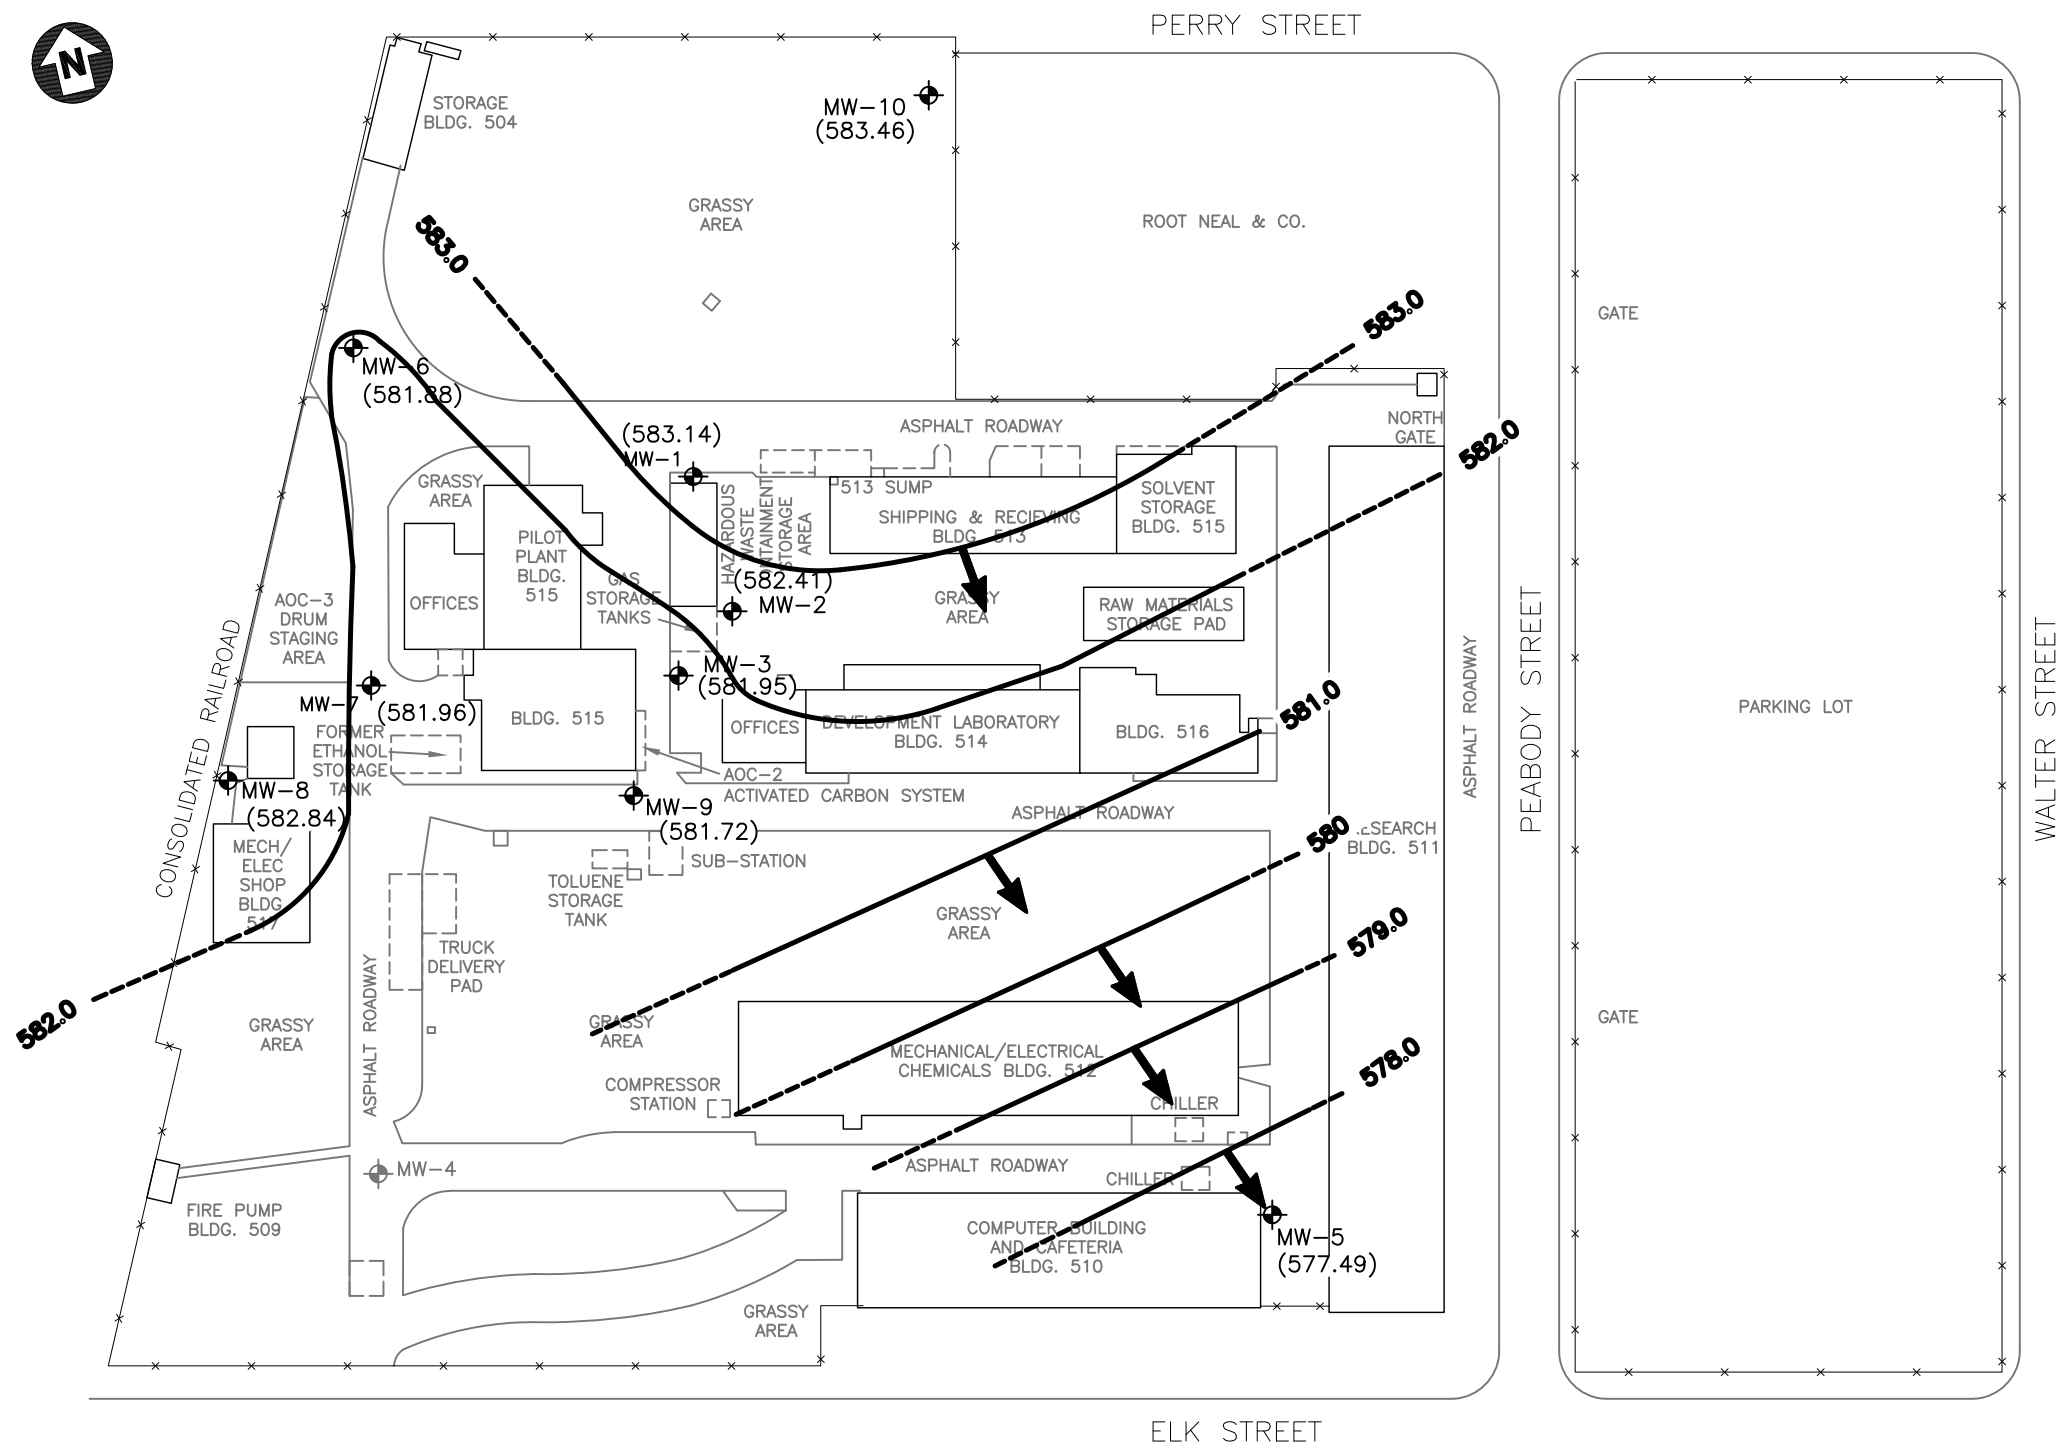 PERRY STREET
N
STORAGE
BLDG. 504
MW-10
(583.46)
GRASSY
AREA
ROOT NEAL & CO.
583.0
583.0
GATE
MW-6
(581.88)
ASPHALT ROADWAY
NORTH
GATE
582.0
(583.14)
MW-1
GRASSY
AREA
513 SUMP
SHIPPING & RECIEVING
BLDG. 513
SOLVENT
STORAGE
BLDG. 515
HAZARDOUS
WASTE
NTAINMENT
STORAGE
AREA
PILOT
PLANT
BLDG.
515
OFFICES
GAS
STORAGE
TANKS
(582.41)
MW-2
GRASSY
AREA
RAW MATERIALS
STORAGE PAD
AOC-3
DRUM
STAGING
AREA
CONSOLIDATED RAILROAD
MW-3
(581.95)
ASPHALT ROADWAY
PEABODY STREET
WALTER STREET
PARKING LOT
581.0
MW-7
(581.96)
BLDG. 515
OFFICES
DEVELOPMENT LABORATORY
BLDG. 514
BLDG. 516
FORMER
ETHANOL
STORAGE
TANK
AOC-2
ACTIVATED CARBON SYSTEM
MW-8
(582.84)
MW-9
(581.72)
ASPHALT ROADWAY
580
ESEARCH
BLDG. 511
MECH/
ELEC
SHOP
BLDG
517
SUB-STATION
TOLUENE
STORAGE
TANK
GRASSY
AREA
579.0
TRUCK
DELIVERY
PAD
ASPHALT ROADWAY
582.0
GRASSY
AREA
GRASSY
AREA
GATE
MECHANICAL/ELECTRICAL
CHEMICALS BLDG. 512
578.0
COMPRESSOR
STATION
CHILLER
MW-4
ASPHALT ROADWAY
CHILLER
FIRE PUMP
BLDG. 509
COMPUTER BUILDING
AND CAFETERIA
BLDG. 510
MW-5
(577.49)
GRASSY
AREA
ELK STREET